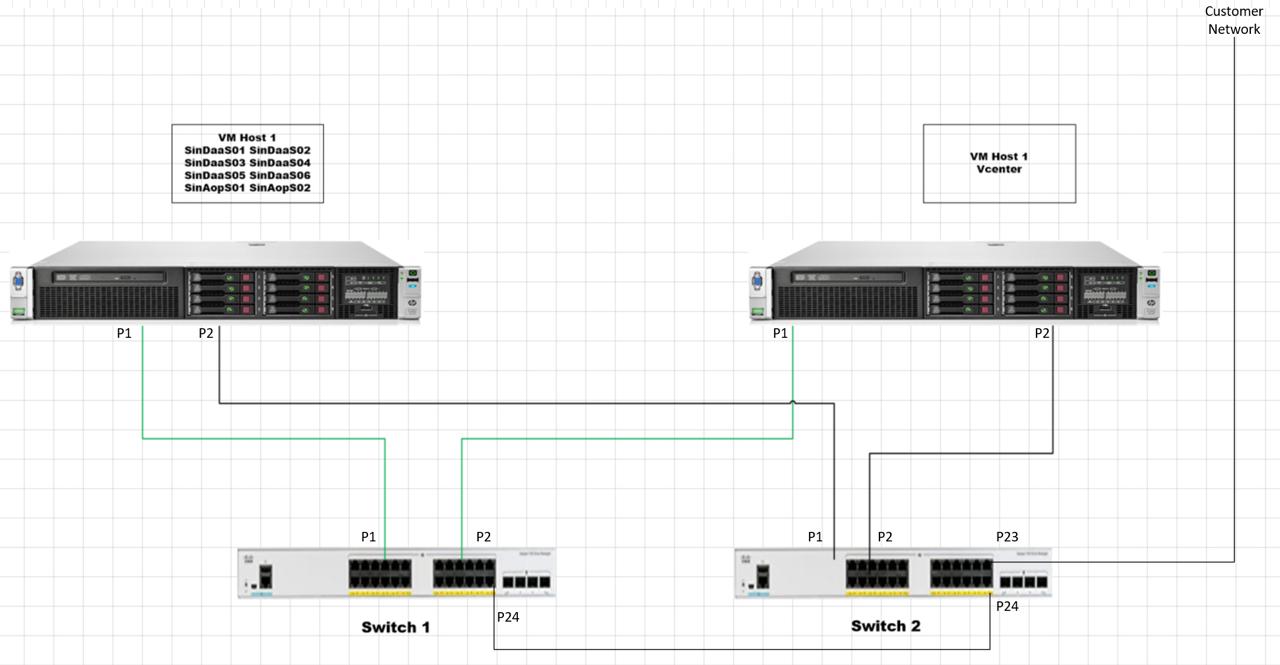 Customer
Network
VM Host 1
SinDaaS01 SinDaaS02
SinDaaS03 SinDaaS04
SinDaaS05 SinDaaS06
SinAopS01 SinAopS02
VM Host 1
Vcenter
P1
P2
P1
P2
P1
P2
P1
P2
P23
P24
P24
Switch 1
Switch 2